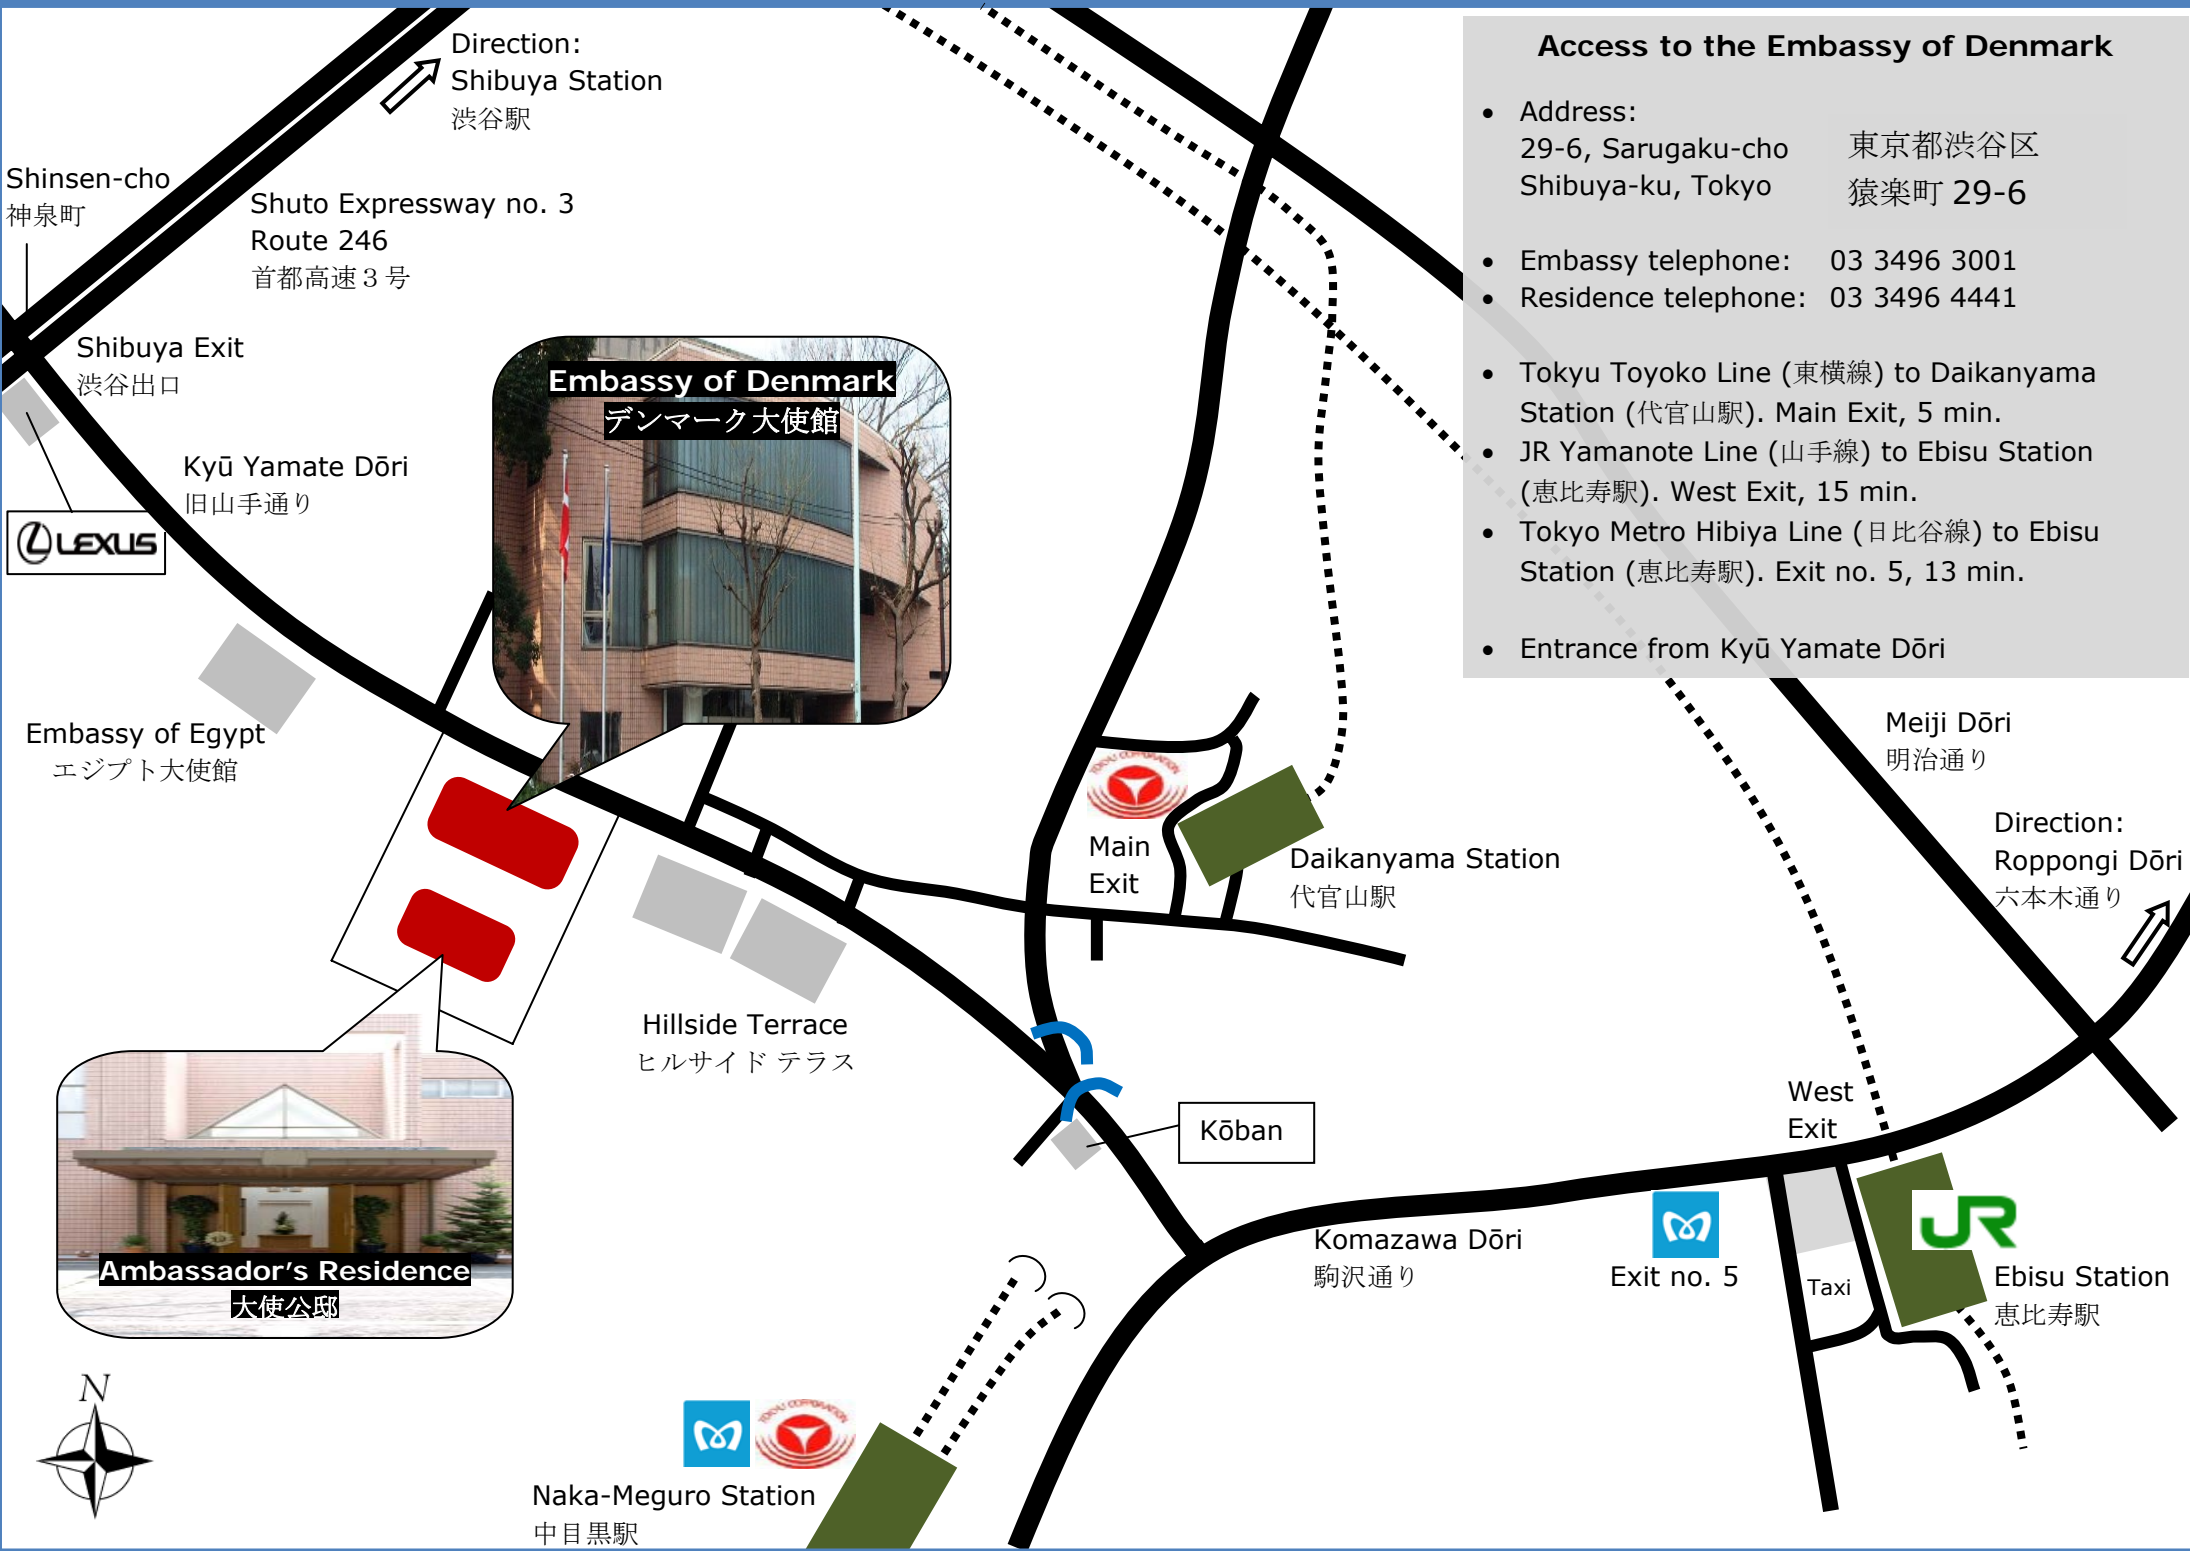 Access to the Embassy of Denmark
• Address:
29-6, Sarugaku-cho
Shibuya-ku, Tokyo
東京都渋谷区
猿楽町 29-6
• Embassy telephone: 03 3496 3001
• Residence telephone: 03 3496 4441
• Tokyu Toyoko Line (東横線) to Daikanyama
Station (代官山駅). Main Exit, 5 min.
• JR Yamanote Line (山手線) to Ebisu Station
(恵比寿駅). West Exit, 15 min.
• Tokyo Metro Hibiya Line (日比谷線) to Ebisu
Station (恵比寿駅). Exit no. 5, 13 min.
• Entrance from Kyū Yamate Dōri
Direction:
Shibuya Station
渋谷駅
Shinsen-cho
神泉町
Shuto Expressway no. 3
Route 246
首都高速３号
Shibuya Exit
渋谷出口
Kyū Yamate Dōri
旧山手通り
LEXUS
Embassy of Denmark
デンマーク大使館
Embassy of Egypt
エジプト大使館
Meiji Dōri
明治通り
TOKYU CORPORATION
Main
Exit
Daikanyama Station
代官山駅
Direction:
Roppongi Dōri
六本木通り
Hillside Terrace
ヒルサイド テラス
Kōban
West
Exit
Komazawa Dōri
駒沢通り
Exit no. 5
Taxi
JR
Ebisu Station
恵比寿駅
Ambassador's Residence
大使公邸
N
TOKYU CORPORATION
Naka-Meguro Station
中目黒駅